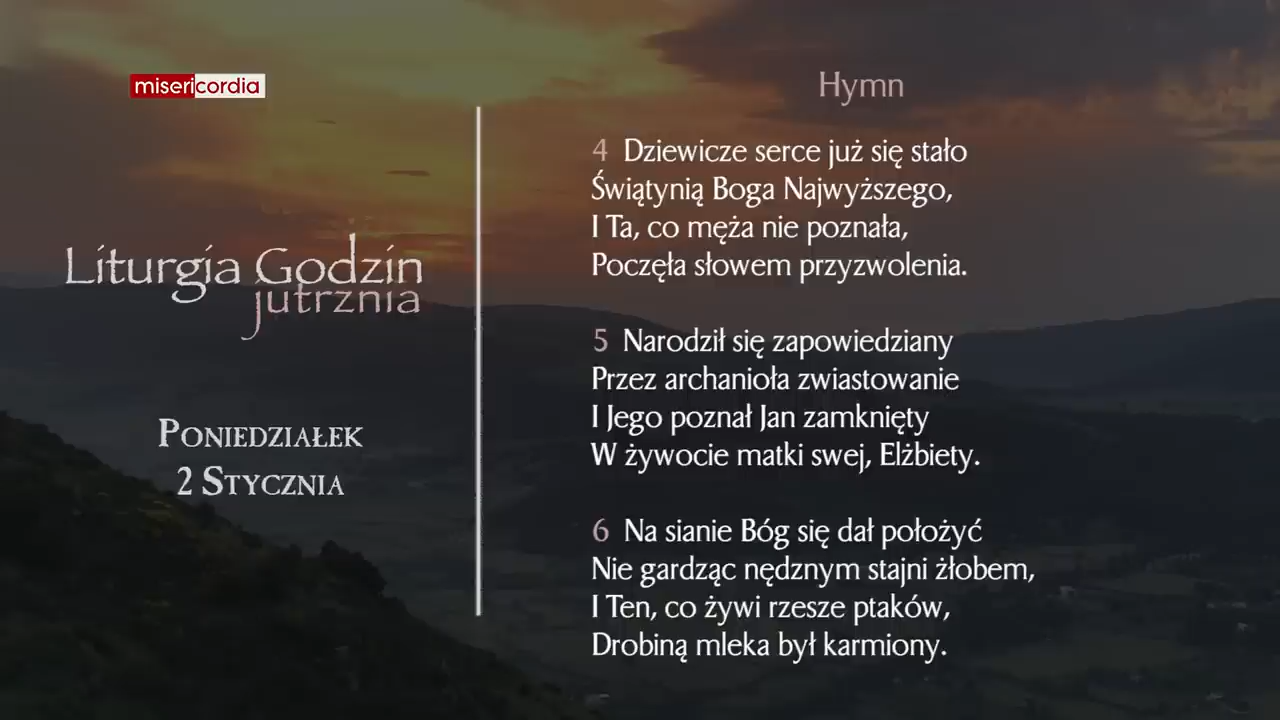 misericordia
Liturgia Godzin
jutrznia
Poniedziałek
2 Stycznia
Hymn
4 Dziewicze serce już się stało
Świątynią Boga Najwyższego,
I Ta, co męża nie poznała,
Poczęła słowem przyzwolenia.
5 Narodził się zapowiedziany
Przez archanioła zwiastowanie
I Jego poznał Jan zamknięty
W żywocie matki swej, Elżbiety.
6 Na sianie Bóg się dał położyć
Nie gardząc nędznym stajni żłobem,
I Ten, co żywi rzesze ptaków,
Drobiną mleka był karmiony.